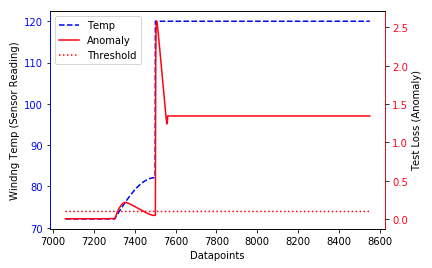 Temp
Anomaly
Threshold
120
110
100
90
80
70
Windng Temp (Sensor Reading)
2.5
2.0
1.5
1.0
0.5
0.0
Test Loss (Anomaly)
7000 7200 7400 7600 7800 8000 8200 8400 8600
Datapoints